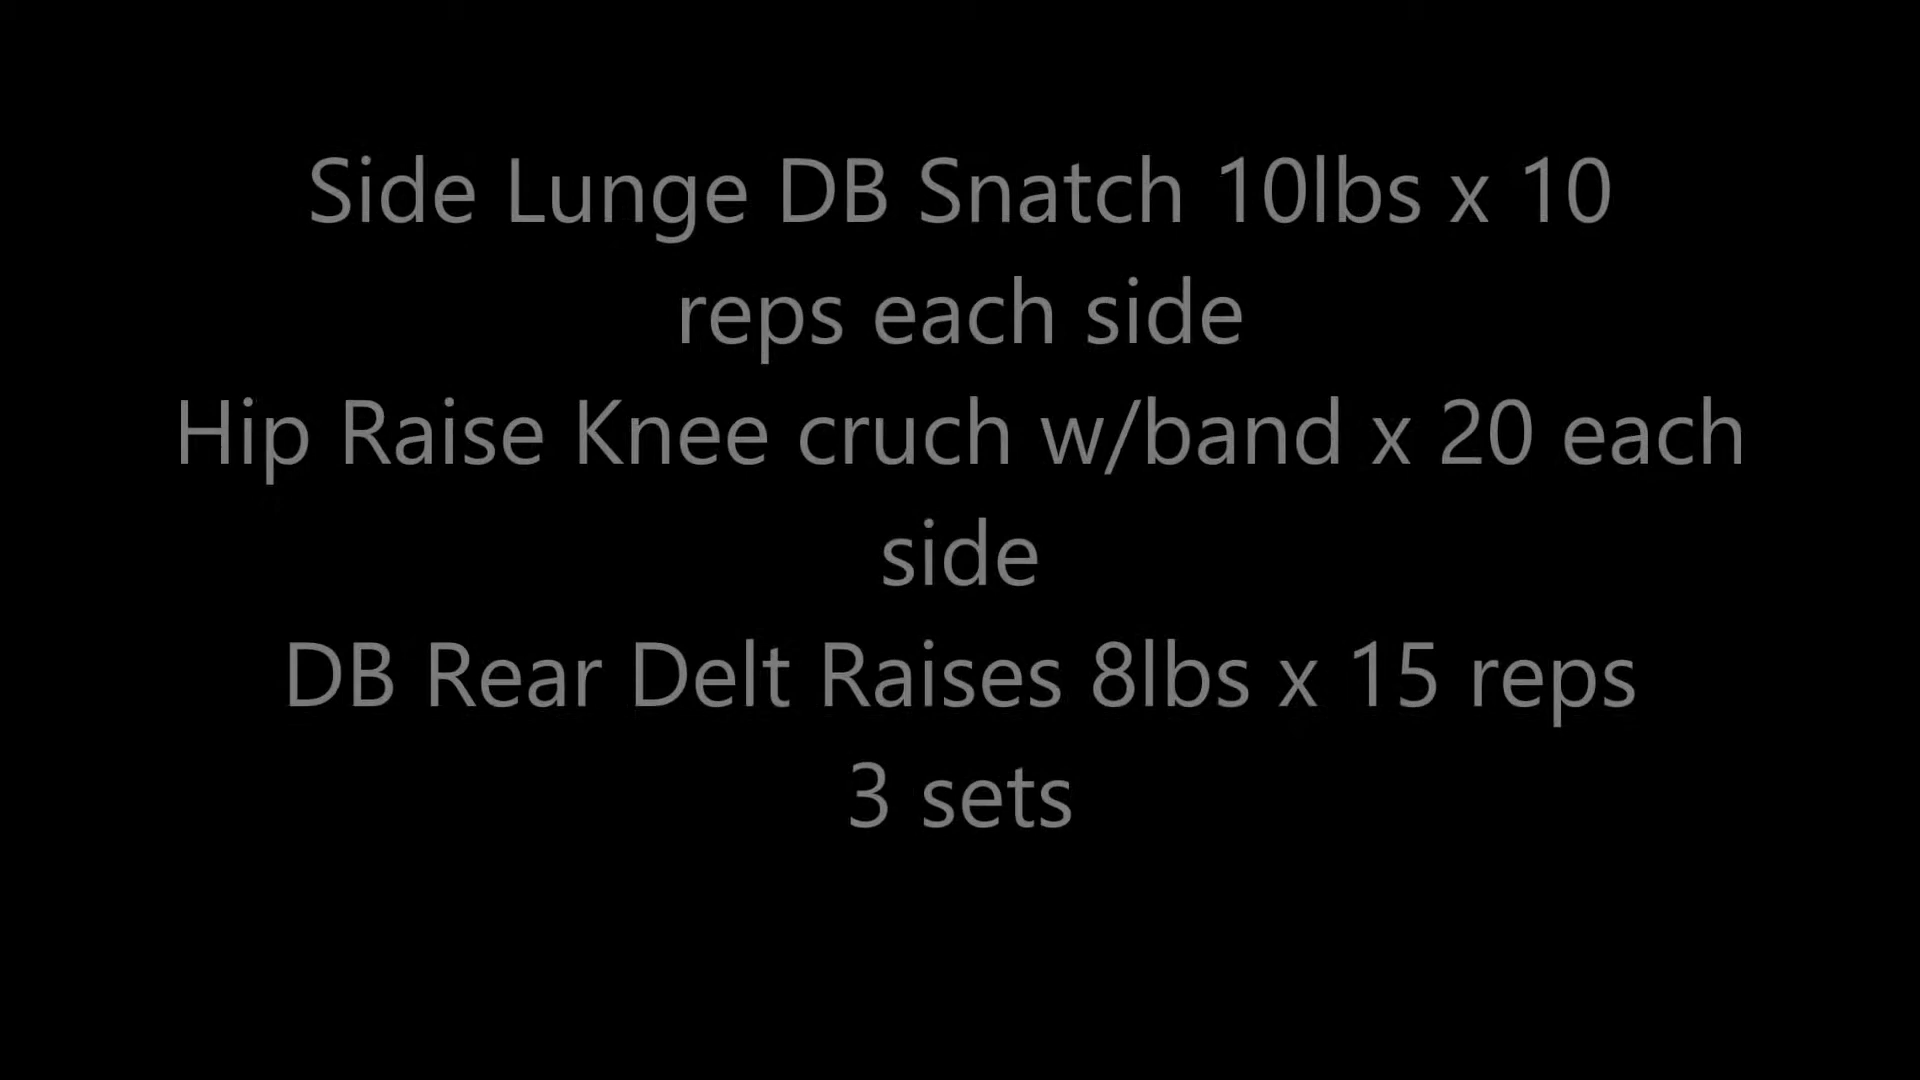 Side Lunge DB Snatch 10lbs x 10
reps each side
Hip Raise Knee cruch w/band x 20 each
side
DB Rear Delt Raises 8lbs x 15 reps
3 sets